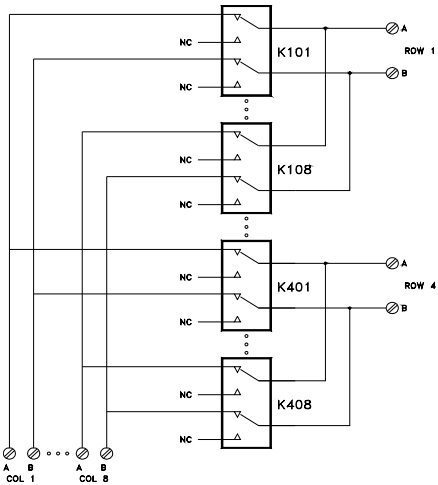 A
NC
K101
ROW 1
B
NC
NC
K108
NC
A
NC
K401
ROW 4
B
NC
NC
K408
NC
A B A B
COL 1 COL 8